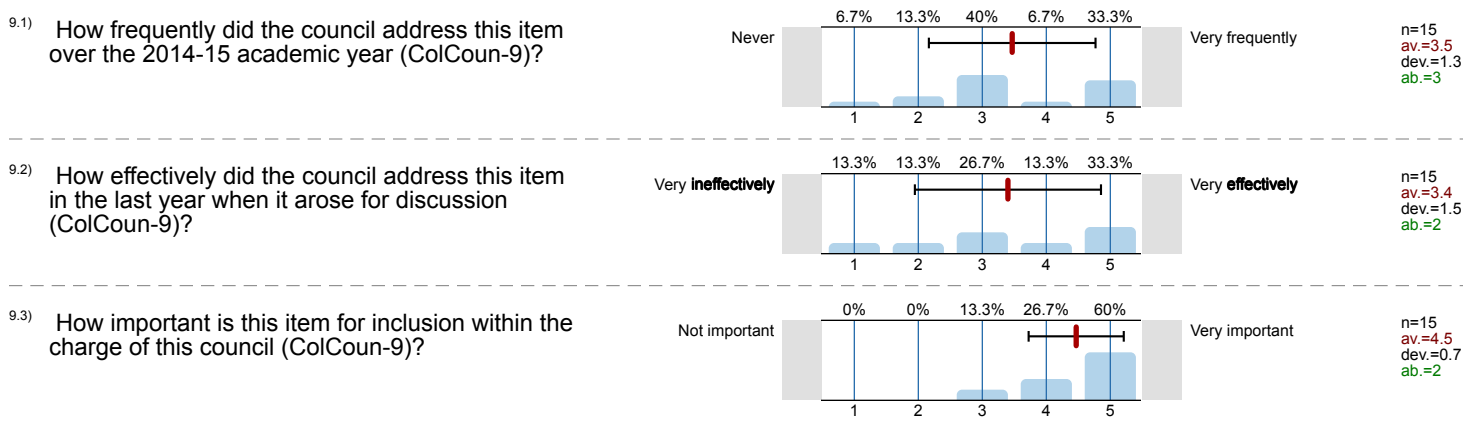 9.1) How frequently did the council address this item
over the 2014-15 academic year (ColCoun-9)?
6.7% 13.3% 40% 6.7% 33.3%
Never
Very frequently
1 2 3 4 5
n=15
av.=3.5
dev.=1.3
ab.=3
9.2) How effectively did the council address this item
in the last year when it arose for discussion
(ColCoun-9)?
13.3% 13.3% 26.7% 13.3% 33.3%
Very ineffectively
Very effectively
1 2 3 4 5
n=15
av.=3.4
dev.=1.5
ab.=2
9.3) How important is this item for inclusion within the
charge of this council (ColCoun-9)?
0% 0% 13.3% 26.7% 60%
Not important
Very important
1 2 3 4 5
n=15
av.=4.5
dev.=0.7
ab.=2